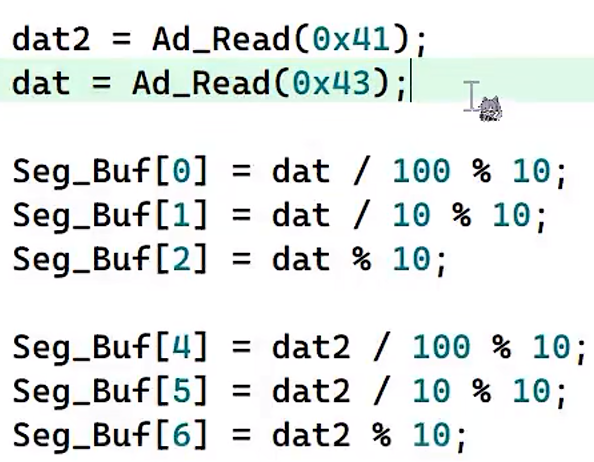 dat2 = Ad_Read(0x41);
dat = Ad_Read(0x43);
Seg_Buf[0] = dat / 100 % 10;
Seg_Buf[1] = dat / 10 % 10;
Seg_Buf[2] = dat % 10;
Seg_Buf[4] = dat2 / 100 % 10;
Seg_Buf[5] = dat2 / 10 % 10;
Seg_Buf[6] = dat2 % 10;